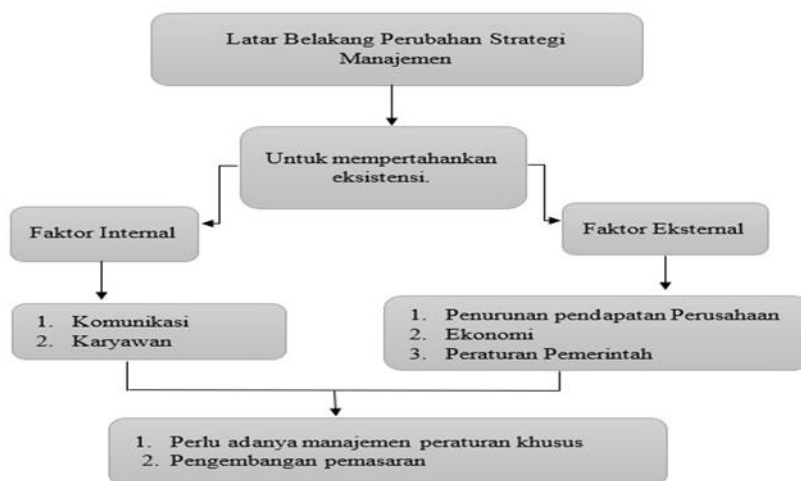 Latar Belakang Perubahan Strategi
Manajemen
Untuk mempertahankan
eksistensi.
Faktor Internal
Faktor Eksternal
1. Komunikasi
2. Karyawan
1. Penurunan pendapatan Perusahaan
2. Ekonomi
3. Peraturan Pemerintah
1. Perlu adanya manajemen peraturan khusus
2. Pengembangan pemasaran